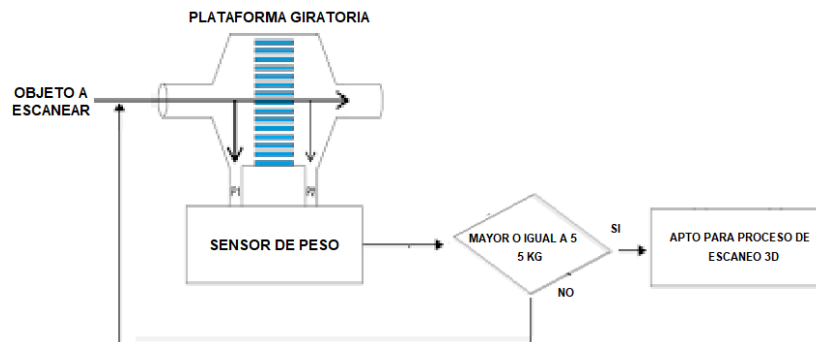 PLATAFORMA GIRATORIA
OBJETO A
ESCANEAR
P1
P2
SENSOR DE PESO
MAYOR O IGUAL A 5
5 KG
SI
NO
APTO PARA PROCESO DE
ESCANEO 3D